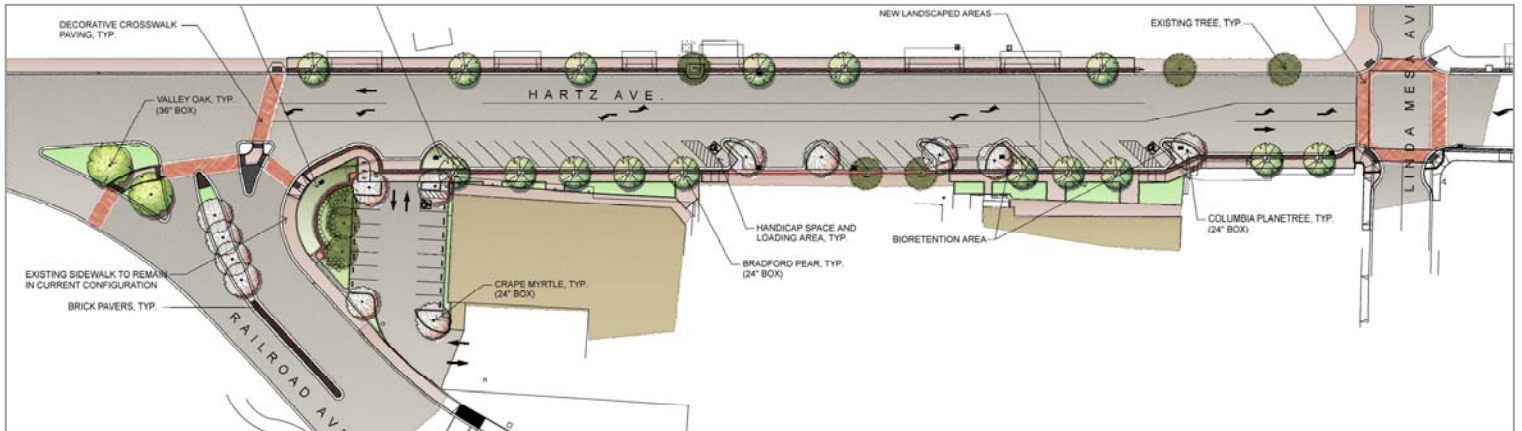 DECORATIVE CROSSWALK
PAVING, TYP.
NEW LANDSCAPED AREAS
EXISTING TREE, TYP.
VALLEY OAK, TYP.
(36" BOX)
HARTZ AVE.
LINDA MESA AVE
HANDICAP SPACE AND
LOADING AREA, TYP.
BIORETENTION AREA
COLUMBIA PLANETREE, TYP.
(24" BOX)
BRADFORD PEAR, TYP.
(24" BOX)
EXISTING SIDEWALK TO REMAIN
IN CURRENT CONFIGURATION
CRAPE MYRTLE, TYP.
(24" BOX)
BRICK PAVERS, TYP.
RAILROAD AVE